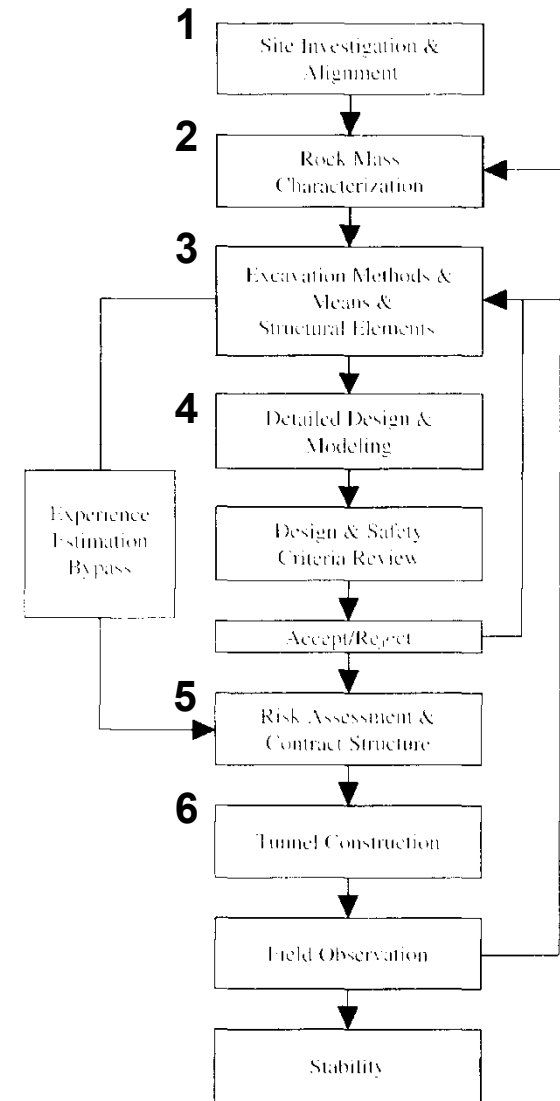 1
Site Investigation &
Alignment
2
Rock Mass
Characterization
3
Excavation Methods &
Means &
Structural Elements
4
Detailed Design &
Modeling
Experience
Estimation
Bypass
Design & Safety
Criteria Review
Accept/Reject
5
Risk Assessment &
Contract Structure
6
Tunnel Construction
Field Observation
Stability